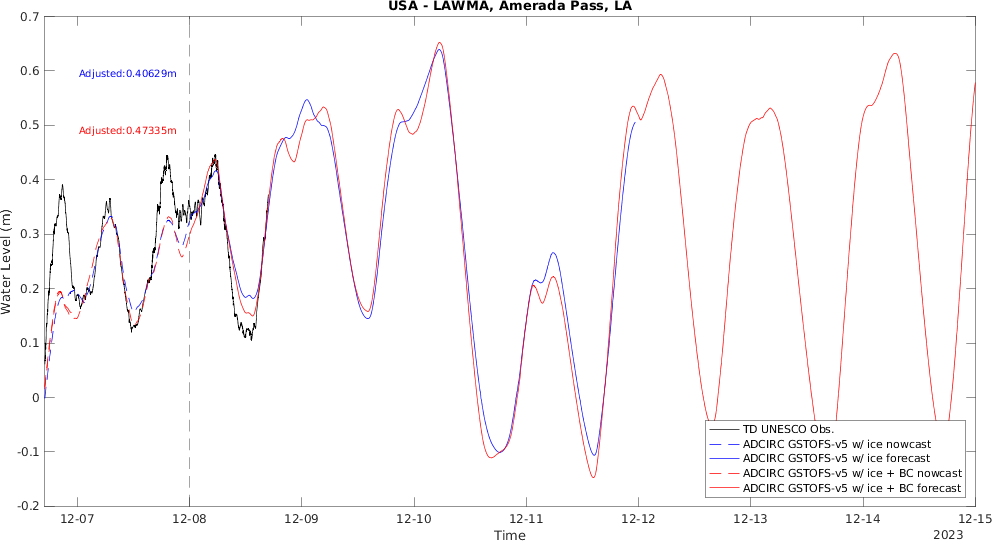 USA - LAWMA, Amerada Pass, LA
0.7
0.6
0.5
0.4
0.3
0.2
0.1
0
-0.1
-0.2
Water Level (m)
Adjusted:0.40629m
Adjusted:0.47335m
TD UNESCO Obs.
ADCIRC GSTOFS-v5 w/ ice nowcast
ADCIRC GSTOFS-v5 w/ ice forecast
ADCIRC GSTOFS-v5 w/ ice + BC nowcast
ADCIRC GSTOFS-v5 w/ ice + BC forecast
12-07 12-08 12-09 12-10 12-11 12-12 12-13 12-14 12-15
Time
2023